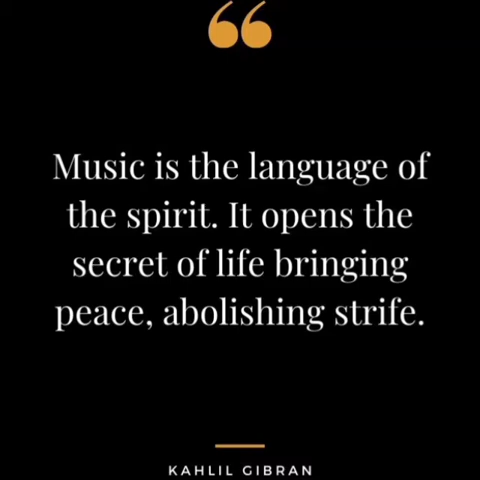 Music is the language of
the spirit. It opens the
secret of life bringing
peace, abolishing strife.
KAHLIL GIBRAN